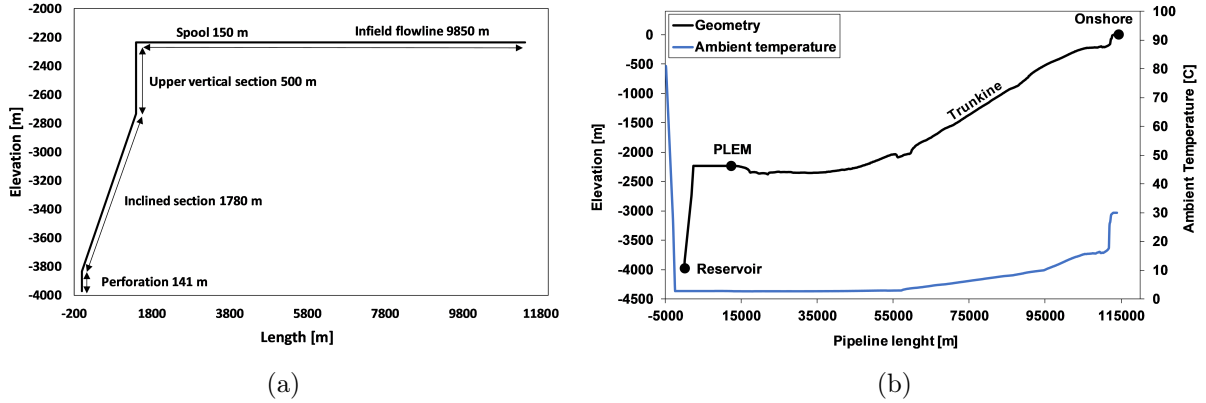 -2000
-2200
-2400
-2600
-2800
-3000
-3200
-3400
-3600
-3800
-4000
Elevation [m]
Spool 150 m
Infield flowline 9850 m
Upper vertical section 500 m
Inclined section 1780 m
Perforation 141 m
-200
1800
3800
5800
7800
9800
11800
Length [m]
(a)
Geometry
Ambient temperature
0
-500
-1000
-1500
-2000
-2500
-3000
-3500
-4000
-4500
Elevation [m]
Onshore
Trunkine
PLEM
Reservoir
100
90
80
70
60
50
40
30
20
10
0
Ambient Temperature [C]
-5000
15000
35000
55000
75000
95000
115000
Pipeline lenght [m]
(b)